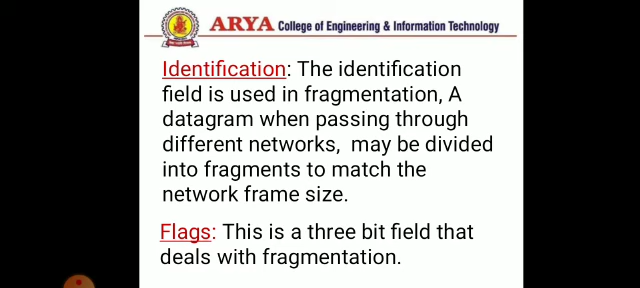 ARYA College of Engineering & Information Technology
Identification: The identification
field is used in fragmentation, A
datagram when passing through
different networks, may be divided
into fragments to match the
network frame size.
Flags: This is a three bit field that
deals with fragmentation.